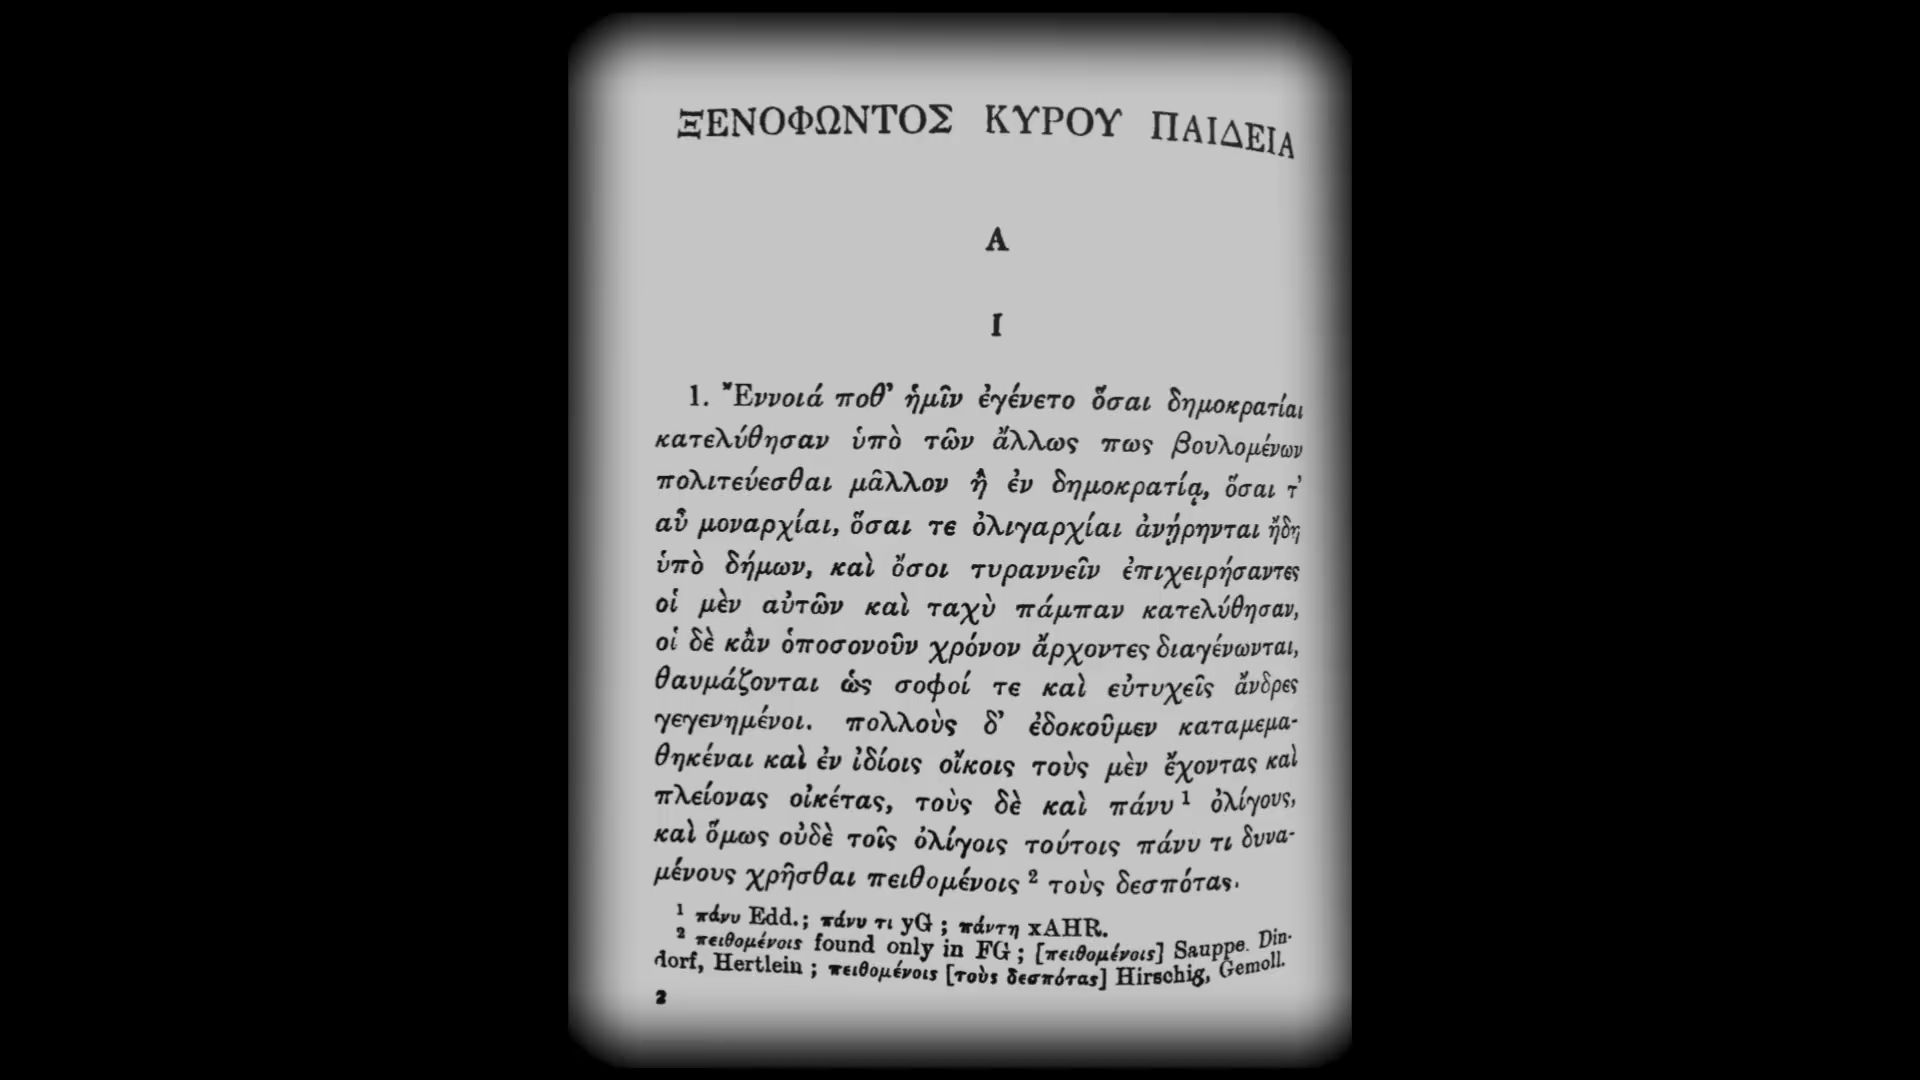 ΞΕΝΟΦΩΝΤΟΣ ΚΥΡΟΥ ΠΑΙΔΕΙΑ
Α
Ι
1. Ἔννοιά ποθ’ ἡμῖν ἐγένετο ὅσαι δημοκρατίαι
κατελύθησαν ὑπὸ τῶν ἄλλως πως βουλομένων
πολιτεύεσθαι μᾶλλον ἢ ἐν δημοκρατίᾳ, ὅσαι τ’
αὖ μοναρχίαι, ὅσαι τε ὀλιγαρχίαι ἀνῄρηνται ἤδη
ὑπὸ δήμων, καὶ ὅσοι τυραννεῖν ἐπιχειρήσαντες
οἱ μὲν αὐτῶν καὶ ταχὺ πάμπαν κατελύθησαν,
οἱ δὲ κἂν ὁποσονοῦν χρόνον ἄρχοντες διαγένωνται,
θαυμάζονται ὡς σοφοί τε καὶ εὐτυχεῖς ἄνδρες
γεγενημένοι. πολλοὺς δ’ ἐδοκοῦμεν καταμεμα-
θηκέναι καὶ ἐν ἰδίοις οἴκοις τοὺς μὲν ἔχοντας καὶ
πλείονας οἰκέτας, τοὺς δὲ καὶ πάνυ ¹ ὀλίγους,
καὶ ὅμως οὐδὲ τοῖς ὀλίγοις τούτοις πάνυ τι δυνα-
μένους χρῆσθαι πειθομένοις ² τοὺς δεσπότας.
¹ πάνυ Edd.; πάνυ τι yG ; πάντη xAHR.
² πειθομένοις found only in FG ; [πειθομένοις] Sauppe. Din-
dorf, Hertlein ; πειθομένοις [τοὺς δεσπότας] Hirschig, Gemoll.
2